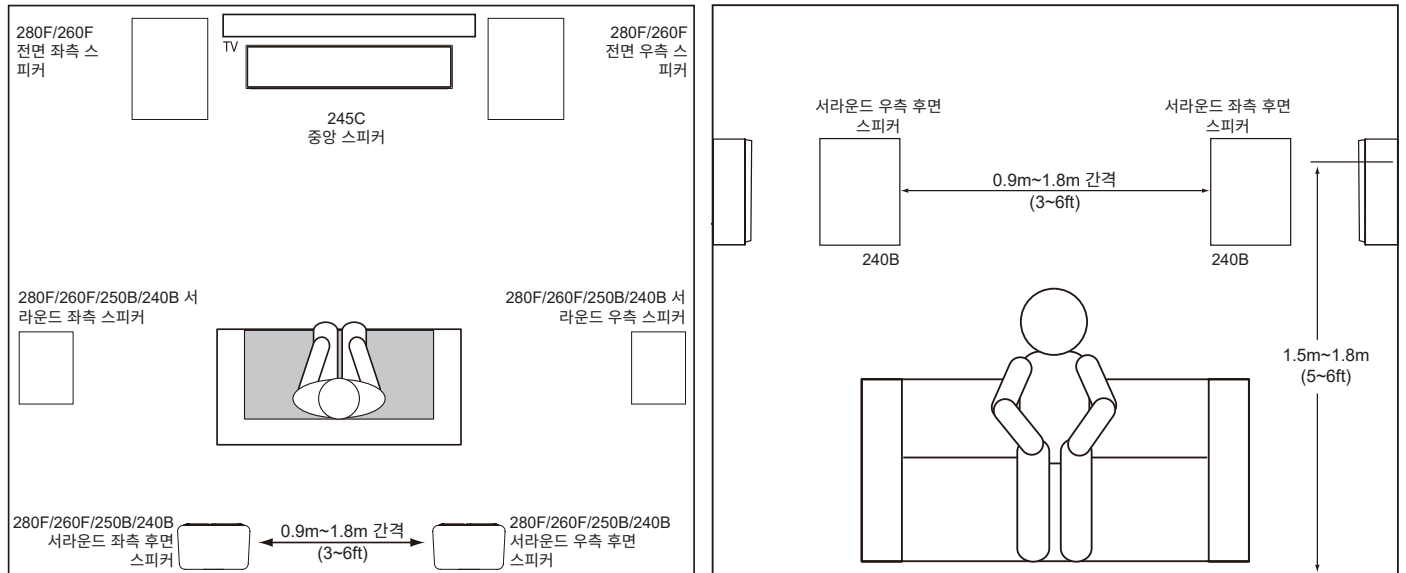 280F/260F
전면 좌측 스
피커
TV
280F/260F
전면 우측 스
피커
245C
중앙 스피커
280F/260F/250B/240B 서
라운드 좌측 스피커
280F/260F/250B/240B 서
라운드 우측 스피커
280F/260F/250B/240B
서라운드 좌측 후면
스피커
0.9m~1.8m 간격
(3~6ft)
280F/260F/250B/240B
서라운드 우측 후면
스피커
서라운드 우측 후면
스피커
서라운드 좌측 후면
스피커
0.9m~1.8m 간격
(3~6ft)
240B
240B
1.5m~1.8m
(5~6ft)